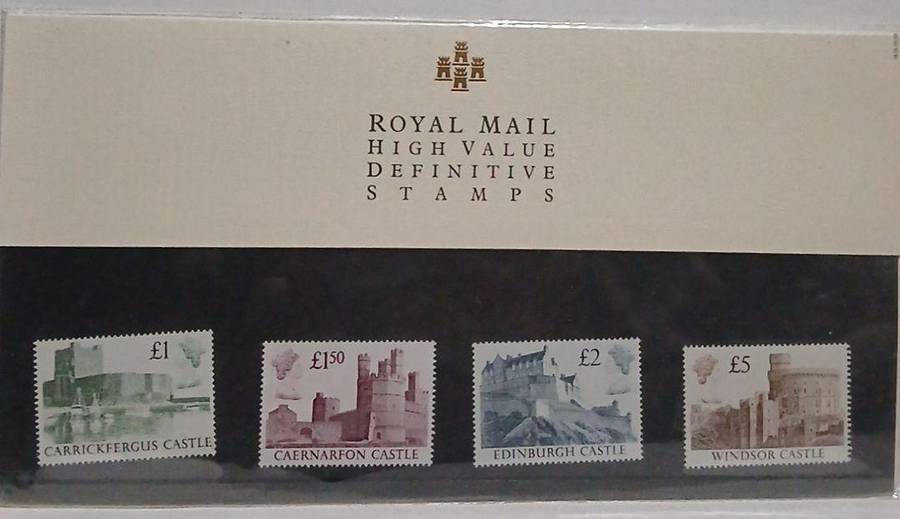 ROYAL MAIL
HIGH VALUE
DEFINITIVE
STAMPS
£1
CARRICKFERGUS CASTLE
£1 50
CAERNARFON CASTLE
£2
EDINBURGH CASTLE
£5
WINDSOR CASTLE